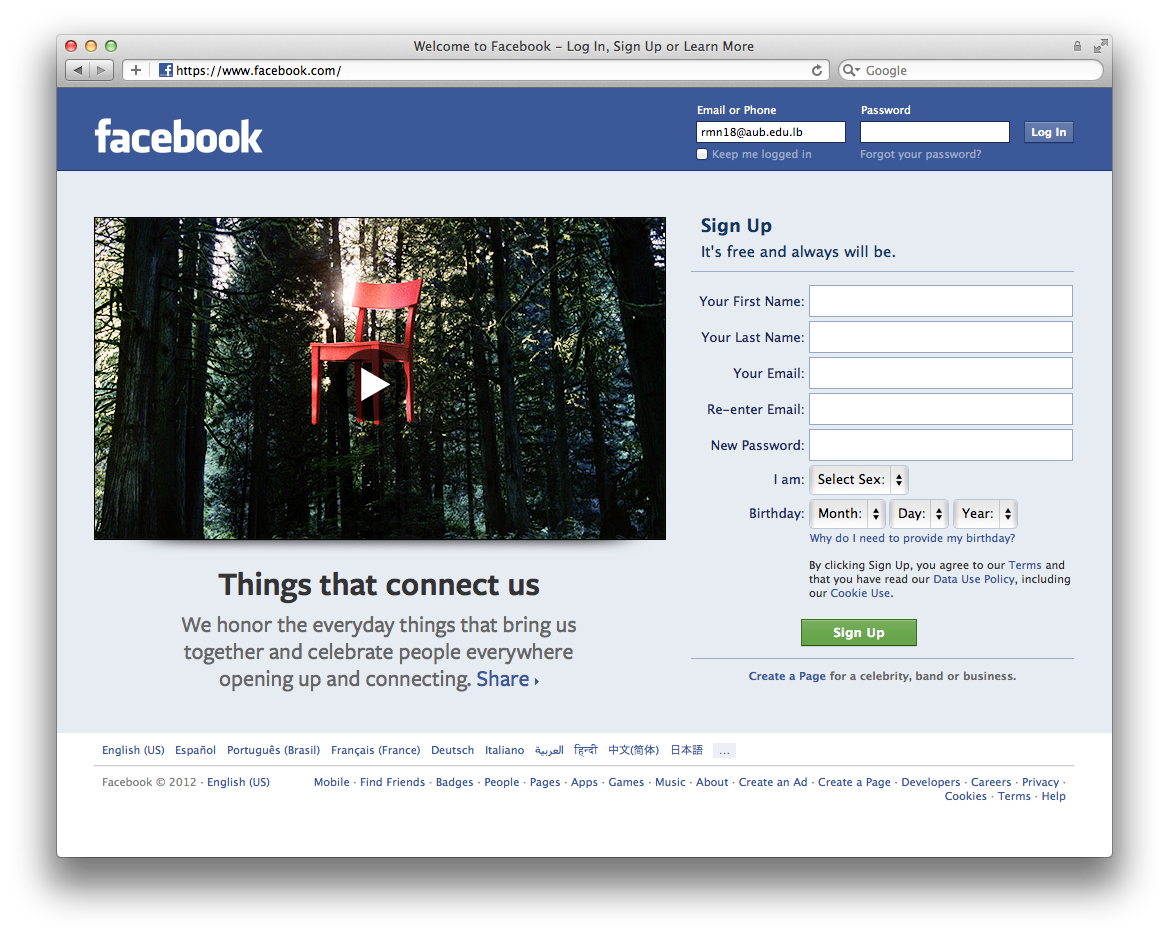 Welcome to Facebook – Log In, Sign Up or Learn More
https://www.facebook.com/
Google
facebook
Email or Phone
Password
rmn18@aub.edu.lb
Log In
Keep me logged in
Forgot your password?
Sign Up
It's free and always will be.
Your First Name:
Your Last Name:
Your Email:
Re-enter Email:
New Password:
I am: Select Sex:
Birthday: Month: Day: Year:
Why do I need to provide my birthday?
By clicking Sign Up, you agree to our Terms and
that you have read our Data Use Policy, including
our Cookie Use.
Sign Up
Create a Page for a celebrity, band or business.
Things that connect us
We honor the everyday things that bring us
together and celebrate people everywhere
opening up and connecting. Share
English (US) Español Português (Brasil) Français (France) Deutsch Italiano العربية हिन्दी 中文(简体) 日本語 ...
Facebook © 2012 · English (US)
Mobile · Find Friends · Badges · People · Pages · Apps · Games · Music · About · Create an Ad · Create a Page · Developers · Careers · Privacy ·
Cookies · Terms · Help